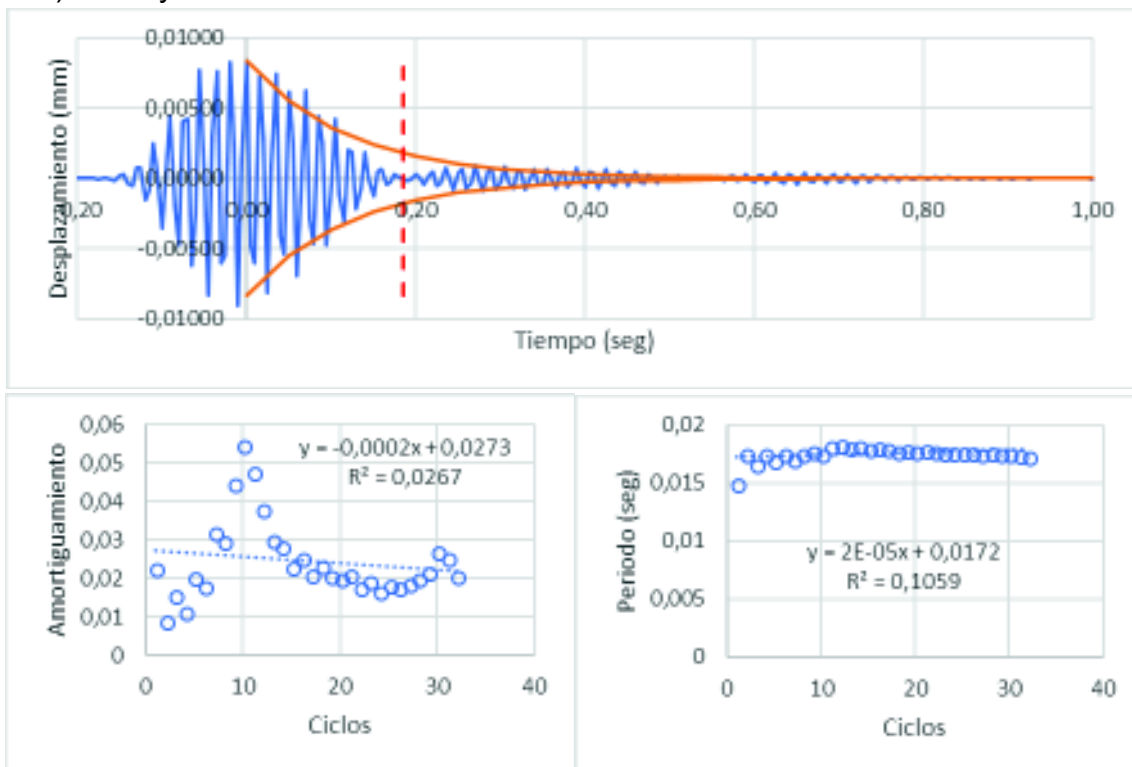 0,01000
0,00500
0,00000
-0,00500
-0,01000
Desplazamiento (mm)
0,20 0,00 0,20 0,40 0,60 0,80 1,00
Tiempo (seg)
0,06
0,05
0,04
0,03
0,02
0,01
0
Amortiguamiento
y = -0,0002x + 0,0273
R² = 0,0267
0 10 20 30 40
Ciclos
0,02
0,015
0,01
0,005
0
Periodo (seg)
y = 2E-05x + 0,0172
R² = 0,1059
0 10 20 30 40
Ciclos